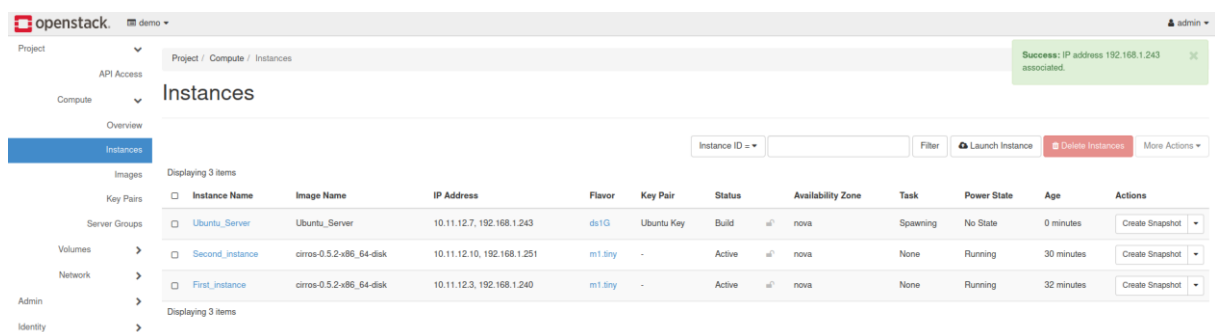 openstack. demo admin
Project
API Access
Compute
Overview
Instances
Images
Key Pairs
Server Groups
Volumes
Network
Admin
Identity
Project / Compute / Instances
Success: IP address 192.168.1.243
associated.
Instances
Instance ID = Filter Launch Instance Delete Instances More Actions
Displaying 3 items
Instance Name Image Name IP Address Flavor Key Pair Status Availability Zone Task Power State Age Actions
Ubuntu_Server Ubuntu_Server 10.11.12.7, 192.168.1.243 ds1G Ubuntu Key Build nova Spawning No State 0 minutes Create Snapshot
Second_instance cirros-0.5.2-x86_64-disk 10.11.12.10, 192.168.1.251 m1.tiny - Active nova None Running 30 minutes Create Snapshot
First_instance cirros-0.5.2-x86_64-disk 10.11.12.3, 192.168.1.240 m1.tiny - Active nova None Running 32 minutes Create Snapshot
Displaying 3 items